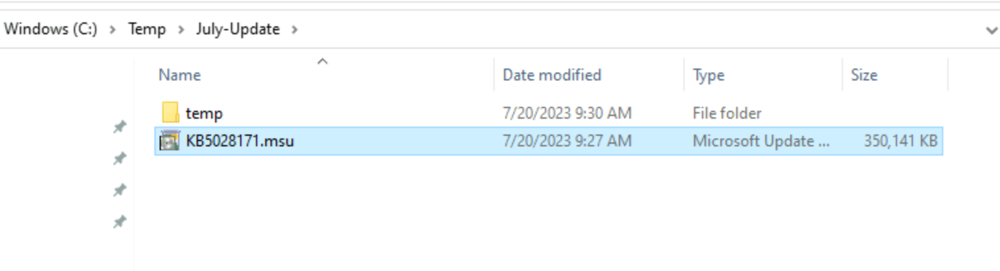 Windows (C:) > Temp > July-Update >
Name Date modified Type Size
temp 7/20/2023 9:30 AM File folder
KB5028171.msu 7/20/2023 9:27 AM Microsoft Update ... 350,141 KB